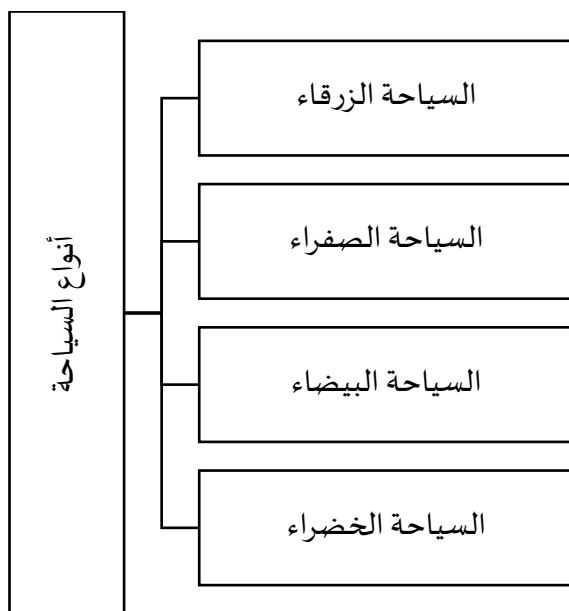 أنواع السياحة
السياحة الزرقاء
السياحة الصفراء
السياحة البيضاء
السياحة الخضراء